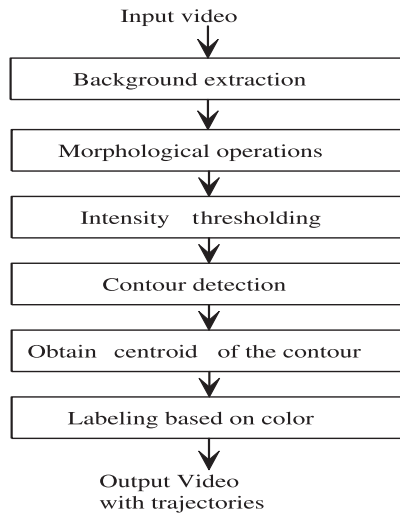 Input video
Background extraction
Morphological operations
Intensity thresholding
Contour detection
Obtain centroid of the contour
Labeling based on color
Output Video
with trajectories